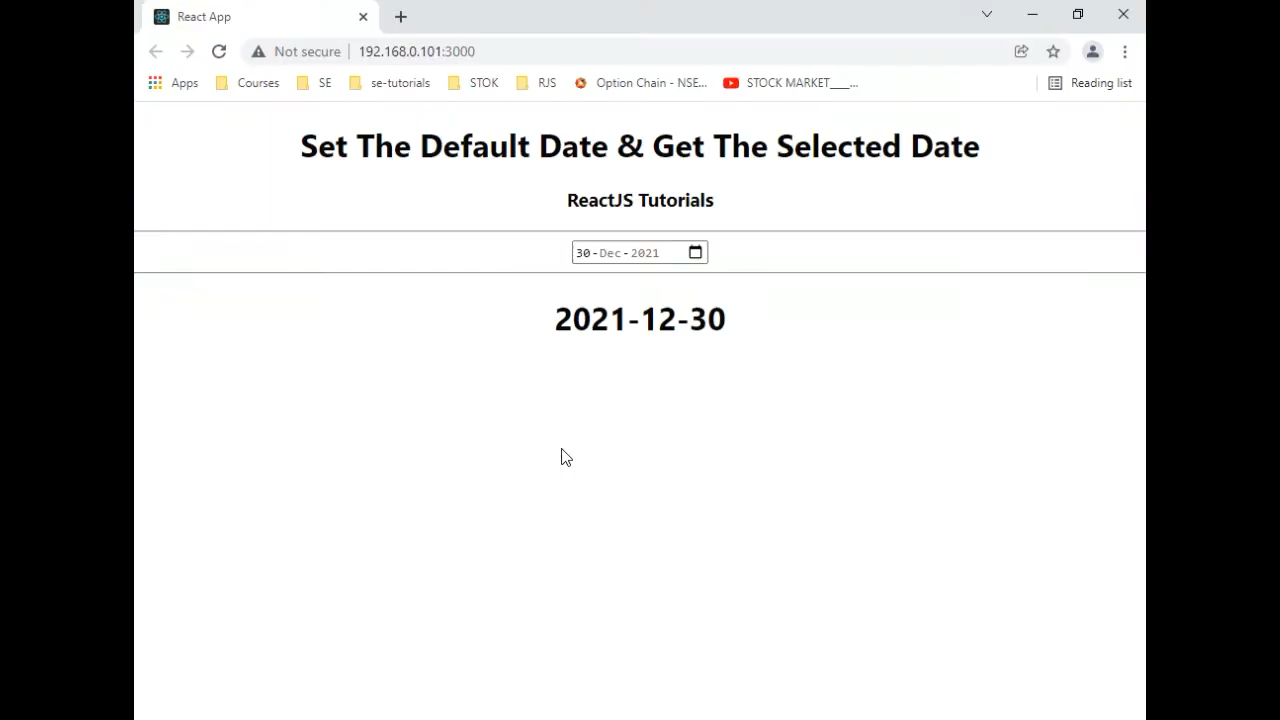 React App
Not secure 192.168.0.101:3000
Apps Courses SE se-tutorials STOK RJS Option Chain - NSE... STOCK MARKET____... Reading list
Set The Default Date & Get The Selected Date
ReactJS Tutorials
30-Dec-2021
2021-12-30